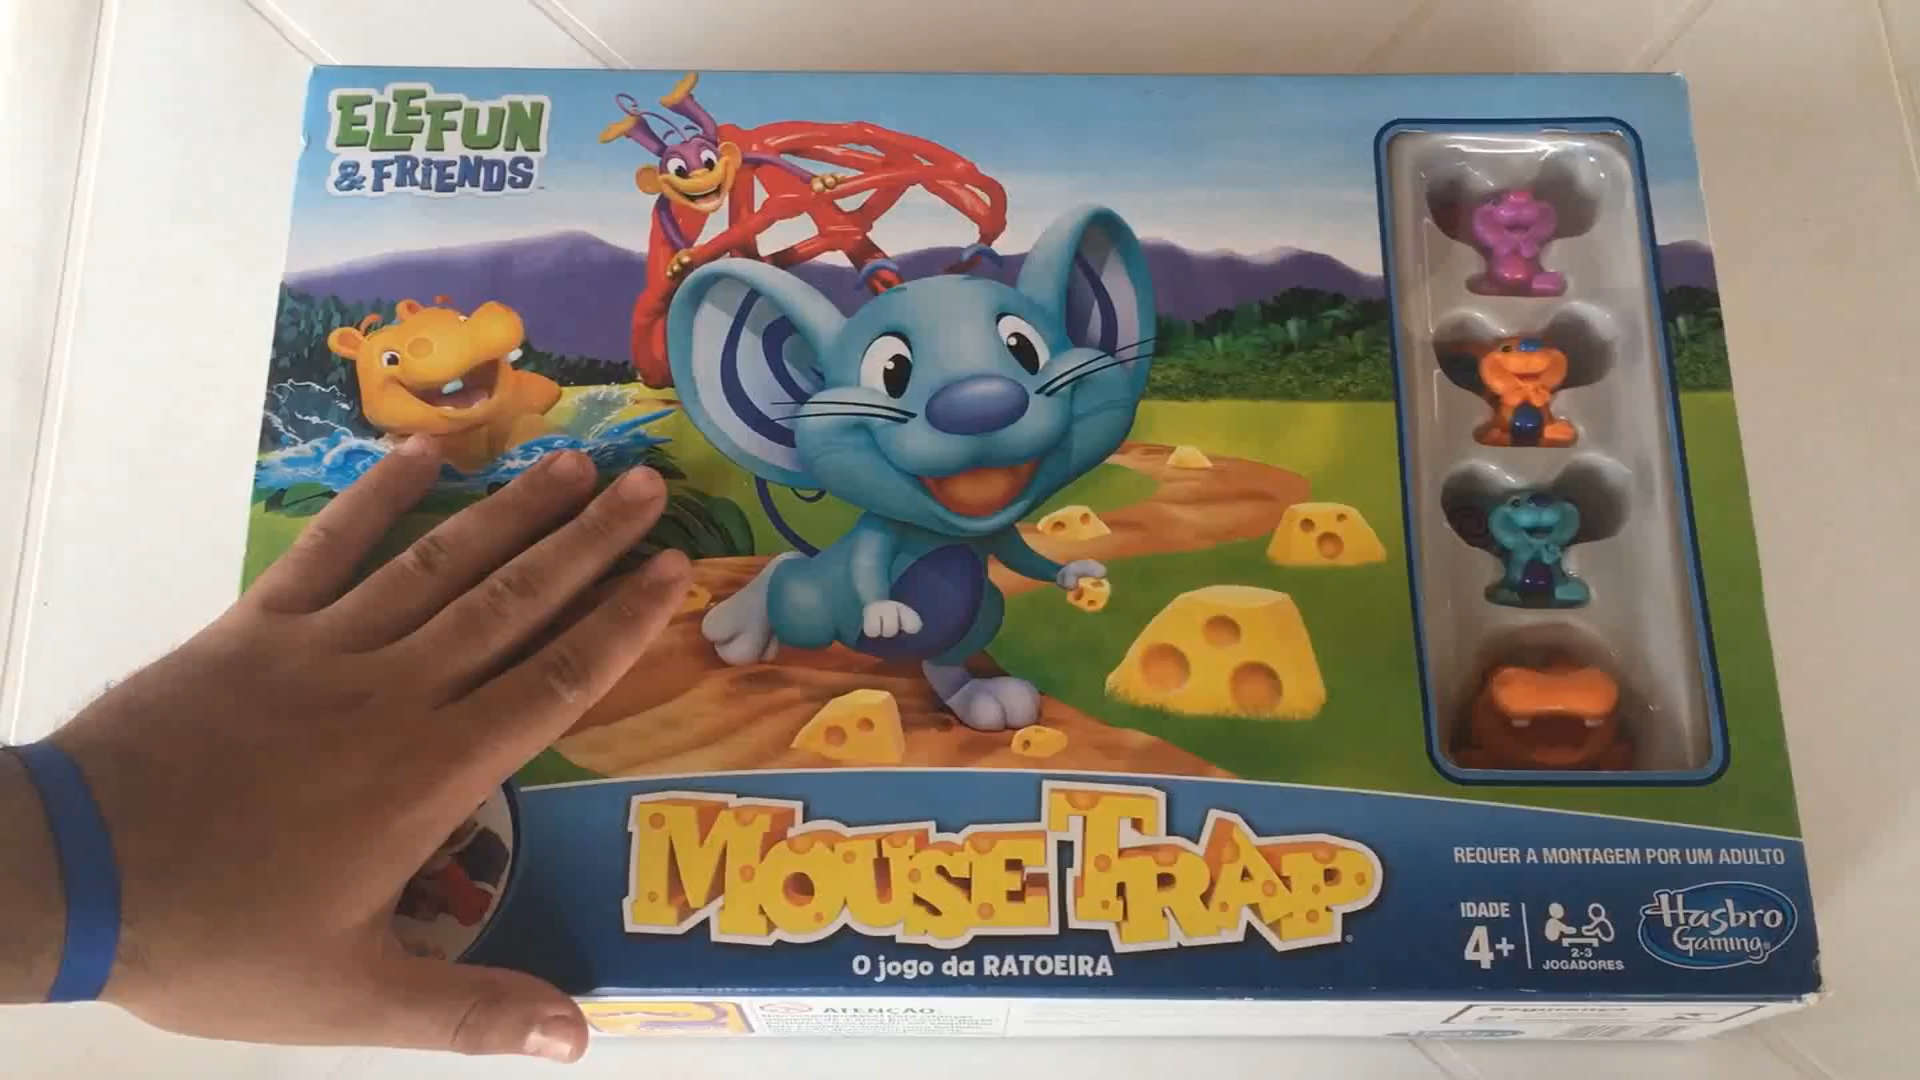 ELEFUN
& FRIENDS
MOUSE TRAP
O jogo da RATOEIRA
REQUER A MONTAGEM POR UM ADULTO
IDADE
4+
2-3
JOGADORES
Hasbro
Gaming
ATENÇÃO:
Segurança